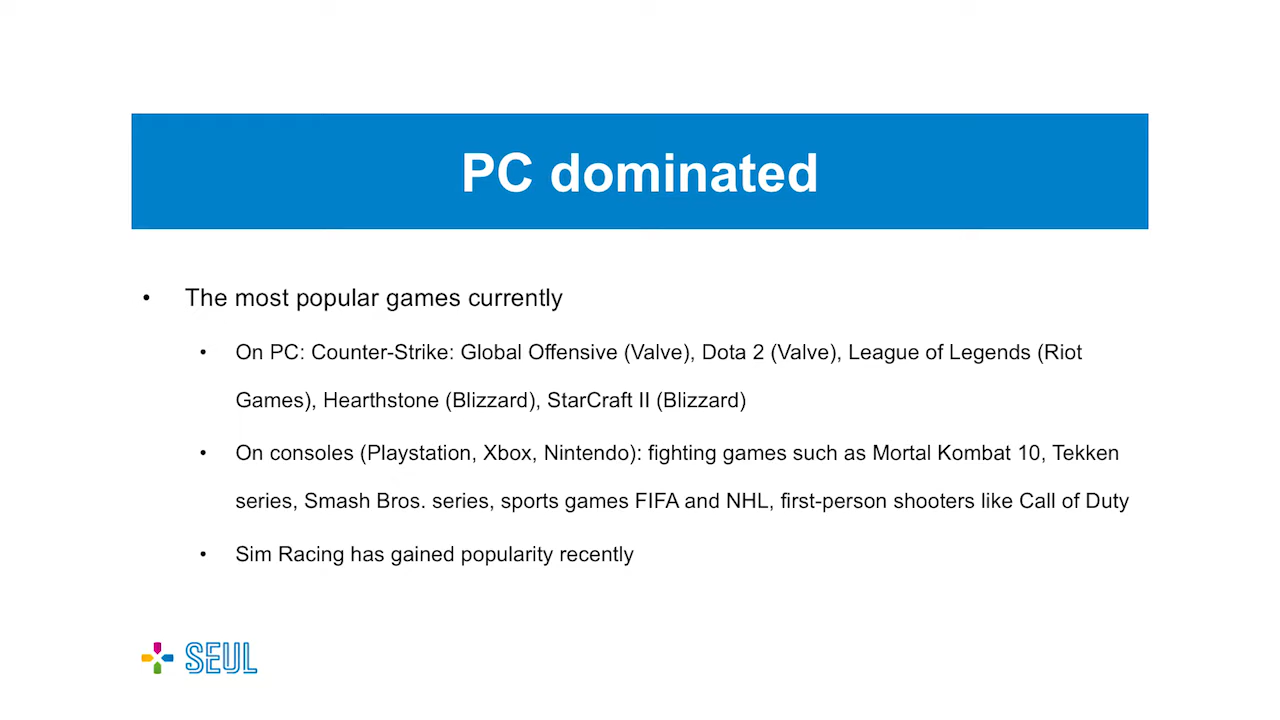 PC dominated
• The most popular games currently
• On PC: Counter-Strike: Global Offensive (Valve), Dota 2 (Valve), League of Legends (Riot
Games), Hearthstone (Blizzard), StarCraft II (Blizzard)
• On consoles (Playstation, Xbox, Nintendo): fighting games such as Mortal Kombat 10, Tekken
series, Smash Bros. series, sports games FIFA and NHL, first-person shooters like Call of Duty
• Sim Racing has gained popularity recently
SEUL